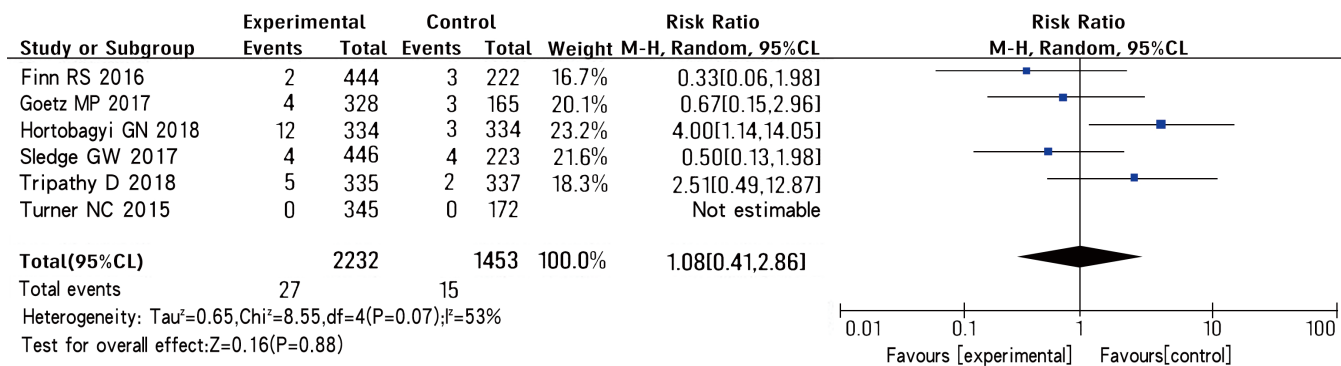 Experimental Control Risk Ratio Risk Ratio
Study or Subgroup Events Total Events Total Weight M-H, Random, 95%CL M-H, Random, 95%CL
Finn RS 2016 2 444 3 222 16.7% 0.33[0.06,1.98]
Goetz MP 2017 4 328 3 165 20.1% 0.67[0.15,2.96]
Hortobagyi GN 2018 12 334 3 334 23.2% 4.00[1.14,14.05]
Sledge GW 2017 4 446 4 223 21.6% 0.50[0.13,1.98]
Tripathy D 2018 5 335 2 337 18.3% 2.51[0.49,12.87]
Turner NC 2015 0 345 0 172 Not estimable
Total(95%CL) 2232 1453 100.0% 1.08[0.41,2.86]
Total events 27 15
Heterogeneity: Tau²=0.65,Chi²=8.55,df=4(P=0.07);I²=53%
Test for overall effect:Z=0.16(P=0.88)
0.01 0.1 1 10 100
Favours [experimental] Favours[control]